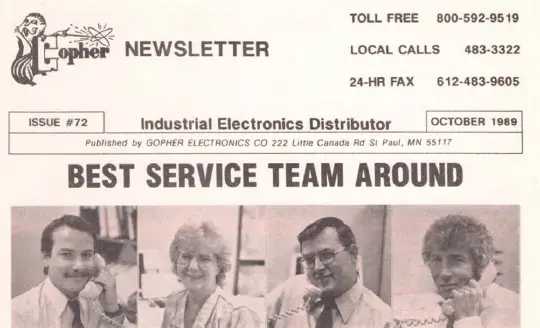 TOLL FREE 800-592-9519
Gopher NEWSLETTER
LOCAL CALLS 483-3322
24-HR FAX 612-483-9605
ISSUE #72
Industrial Electronics Distributor
OCTOBER 1989
Published by GOPHER ELECTRONICS CO 222 Little Canada Rd St Paul, MN 55117
BEST SERVICE TEAM AROUND